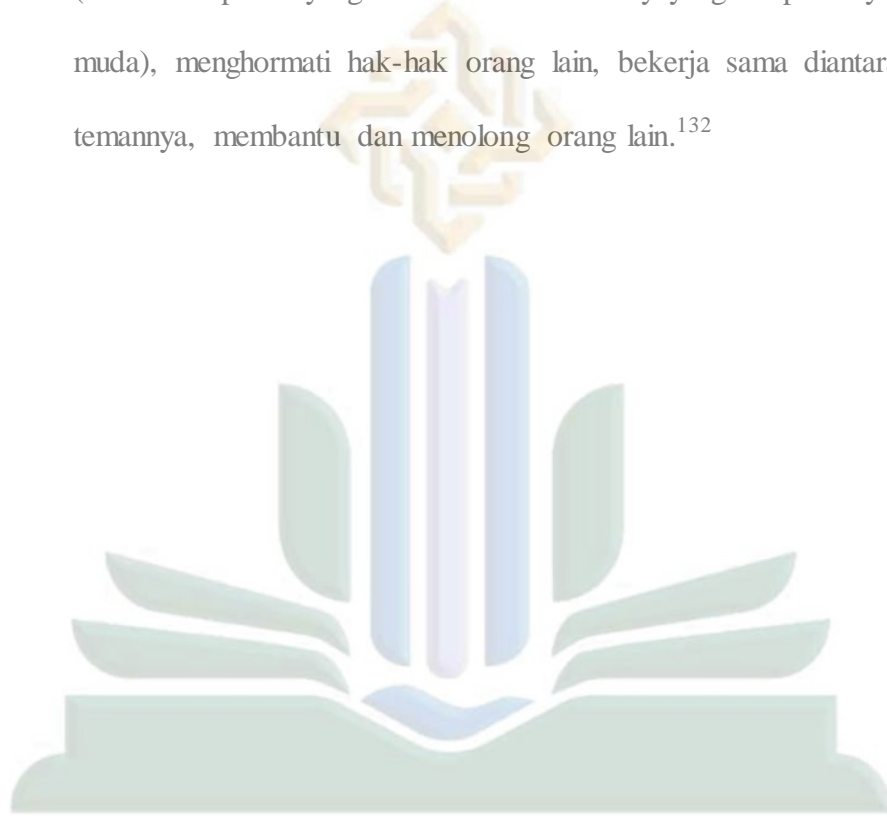 muda), menghormati hak-hak orang lain, bekerja sama diantar
temannya, membantu dan menolong orang lain.132